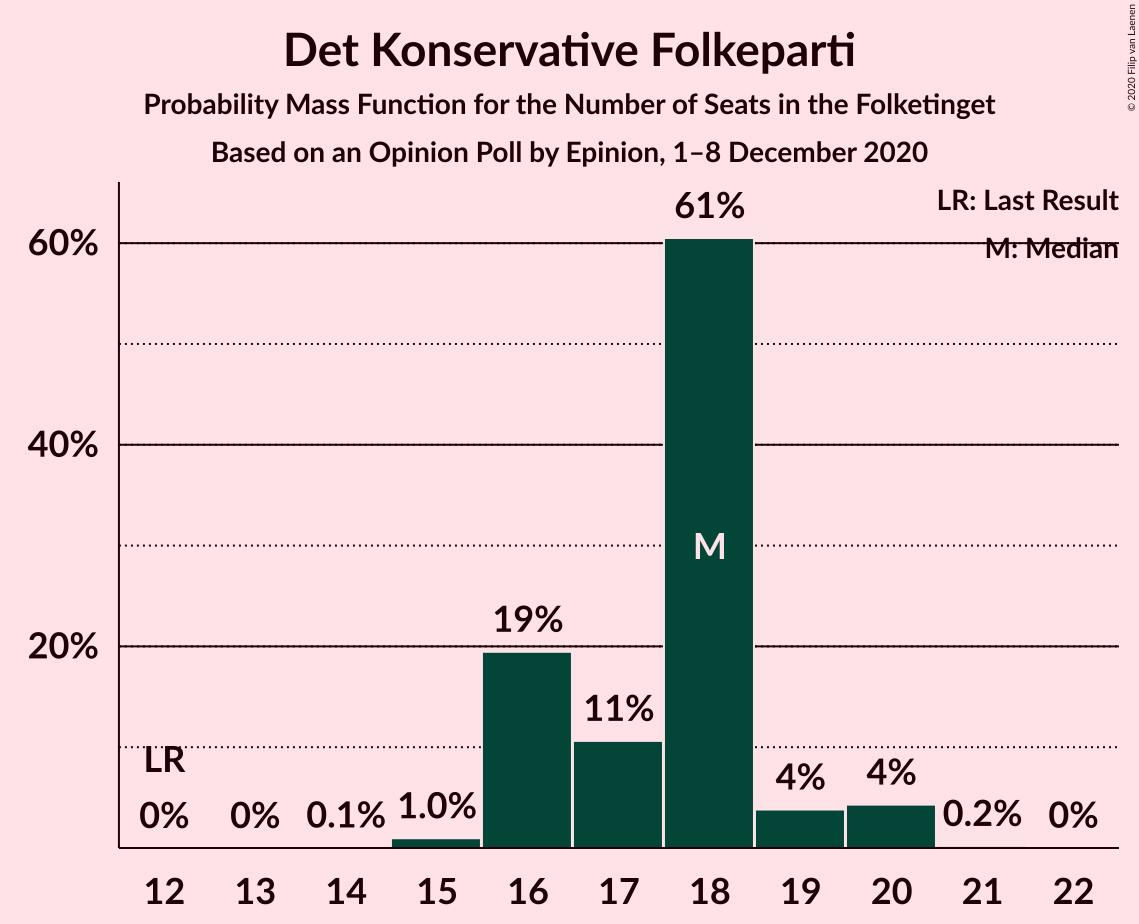 Det Konservative Folkeparti
Probability Mass Function for the Number of Seats in the Folketinget
Based on an Opinion Poll by Epinion, 1–8 December 2020
© 2020 Filip van Laenen
LR: Last Result
M: Median
60%
40%
20%
61%
M
19%
11%
LR
0%
0%
0.1%
1.0%
4%
4%
0.2%
0%
12 13 14 15 16 17 18 19 20 21 22